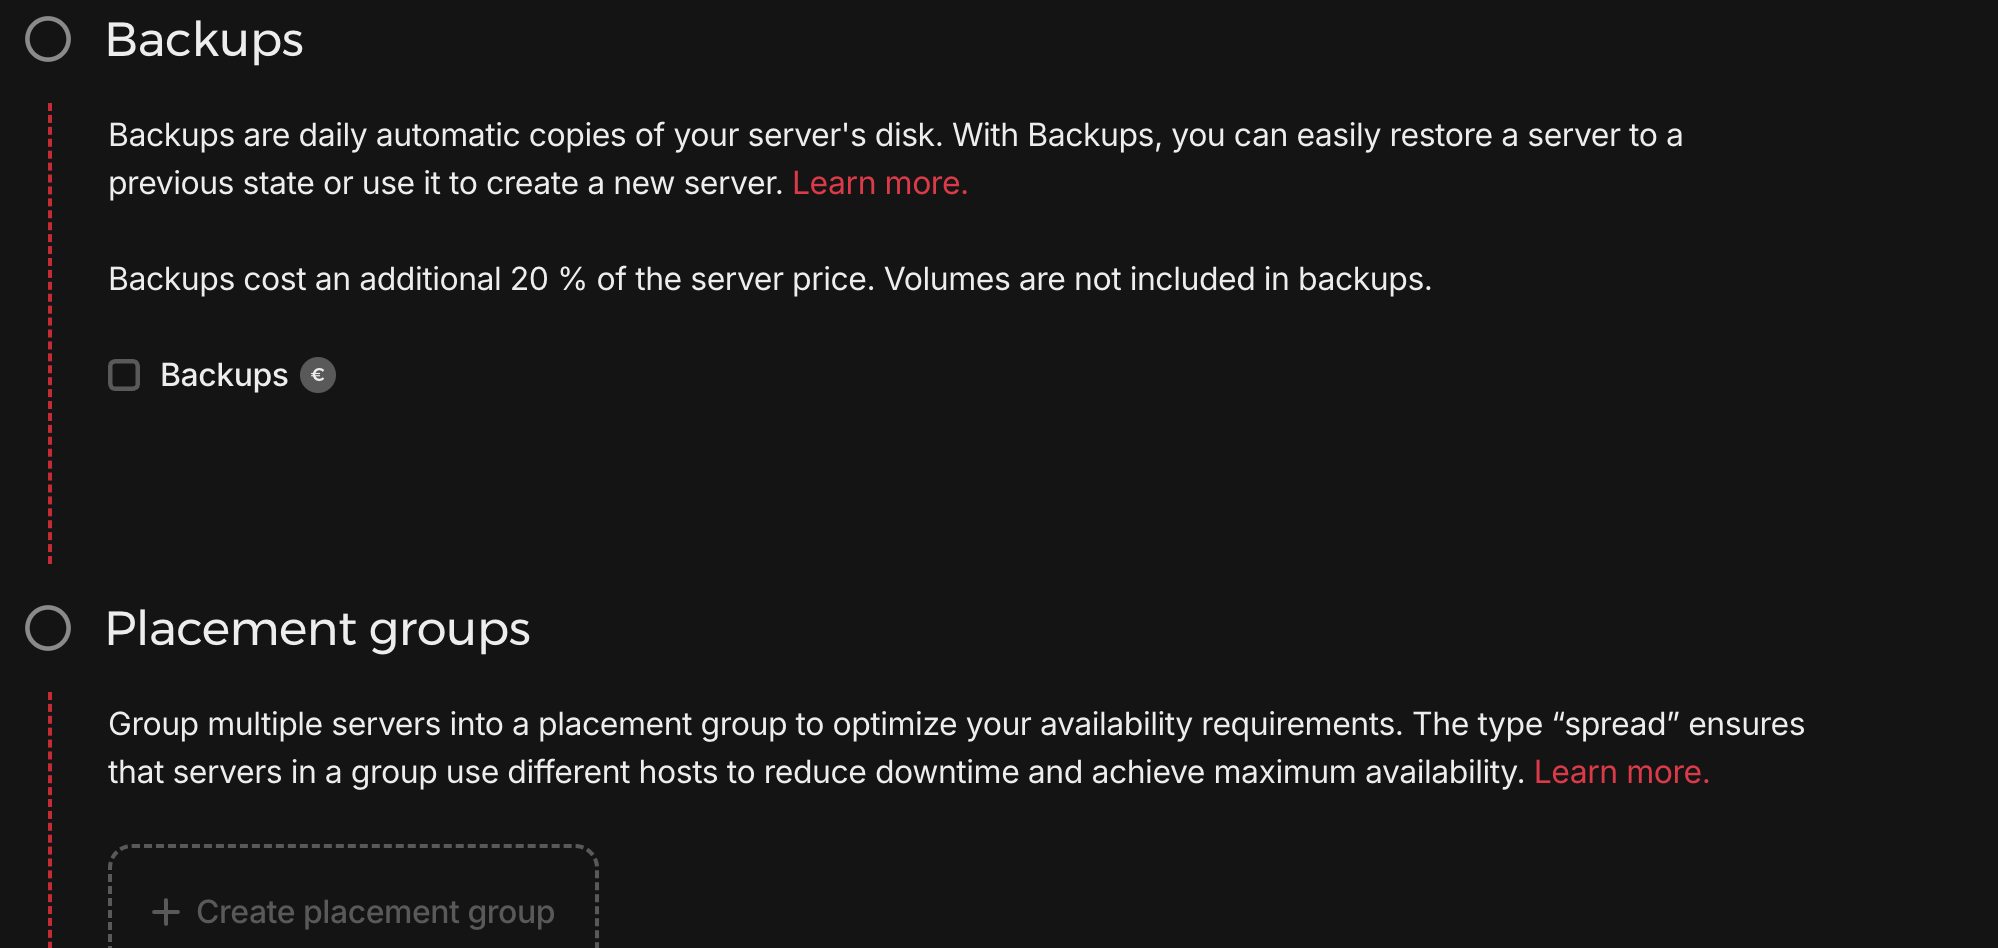 Backups
Backups are daily automatic copies of your server's disk. With Backups, you can easily restore a server to a
previous state or use it to create a new server. Learn more.
Backups cost an additional 20 % of the server price. Volumes are not included in backups.
Backups €
Placement groups
Group multiple servers into a placement group to optimize your availability requirements. The type “spread” ensures
that servers in a group use different hosts to reduce downtime and achieve maximum availability. Learn more.
+ Create placement group